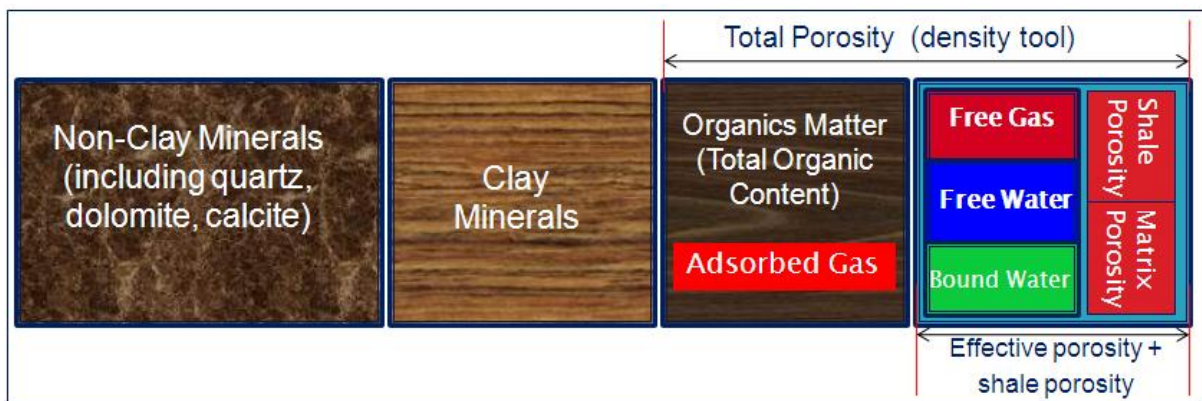 Total Porosity (density tool)
Non-Clay Minerals
(including quartz,
dolomite, calcite)
Clay
Minerals
Organics Matter
(Total Organic
Content)
Adsorbed Gas
Free Gas
Free Water
Bound Water
Shale
Porosity
Matrix
Porosity
Effective porosity +
shale porosity